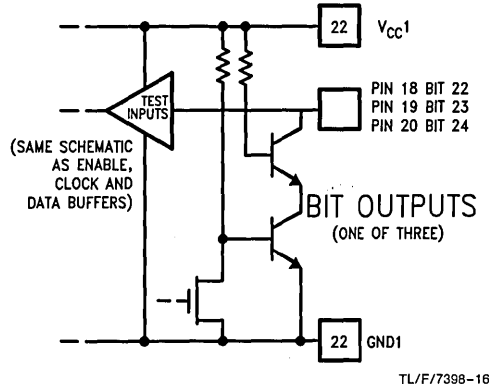 22 VCC1
TEST
INPUTS
PIN 18 BIT 22
PIN 19 BIT 23
PIN 20 BIT 24
(SAME SCHEMATIC
AS ENABLE,
CLOCK AND
DATA BUFFERS)
BIT OUTPUTS
(ONE OF THREE)
22 GND1
TL/F/7398-16